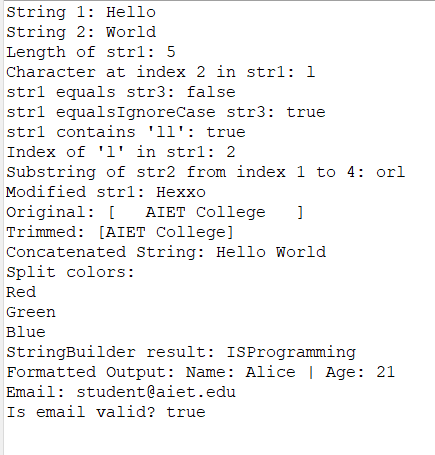 String 1: Hello
String 2: World
Length of str1: 5
Character at index 2 in str1: l
str1 equals str3: false
str1 equalsIgnoreCase str3: true
str1 contains 'll': true
Index of 'l' in str1: 2
Substring of str2 from index 1 to 4: orl
Modified str1: Hexxo
Original: [   AIET College   ]
Trimmed: [AIET College]
Concatenated String: Hello World
Split colors:
Red
Green
Blue
StringBuilder result: ISProgramming
Formatted Output: Name: Alice | Age: 21
Email: student@aiet.edu
Is email valid? true